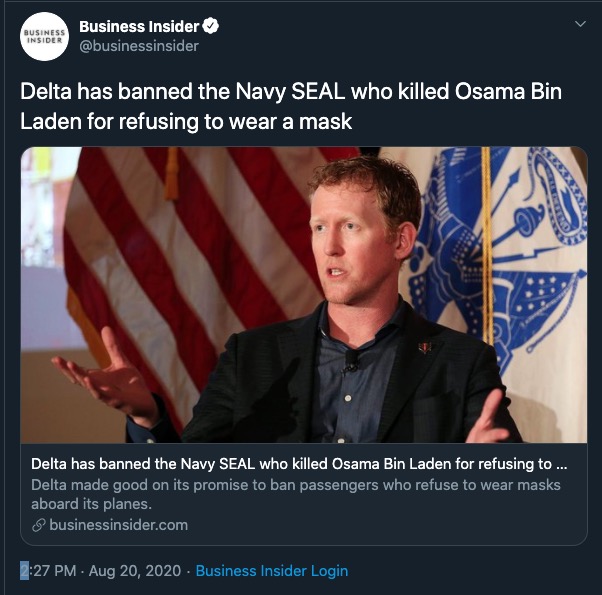 BUSINESS
INSIDER
Business Insider
@businessinsider
Delta has banned the Navy SEAL who killed Osama Bin
Laden for refusing to wear a mask
Delta has banned the Navy SEAL who killed Osama Bin Laden for refusing to ...
Delta made good on its promise to ban passengers who refuse to wear masks
aboard its planes.
businessinsider.com
2:27 PM · Aug 20, 2020 · Business Insider Login